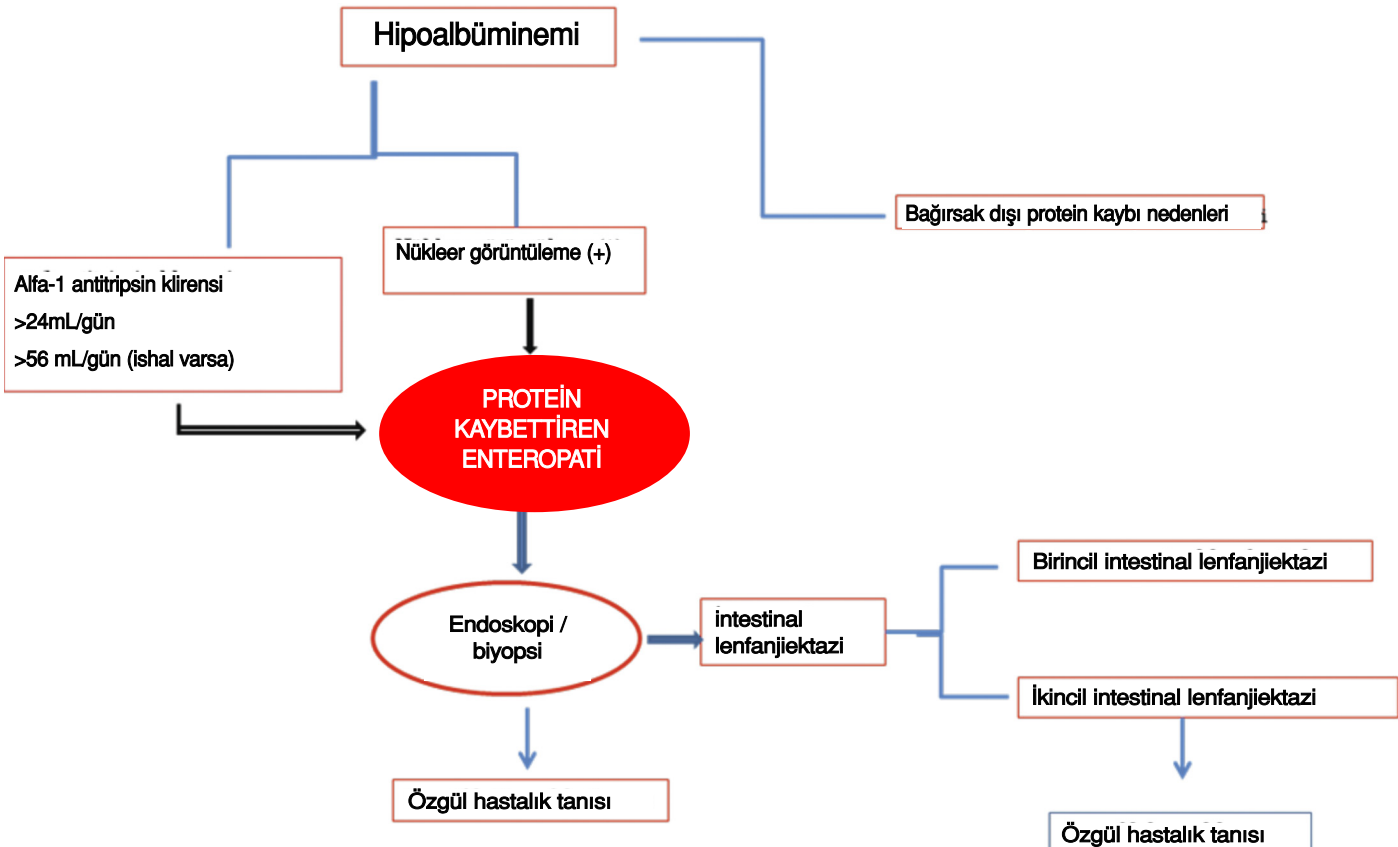 Hipoalbüminemi
Bağırsak dışı protein kaybı nedenleri
Nükleer görüntüleme (+)
Alfa-1 antitripsin klirensi
>24mL/gün
>56 mL/gün (ishal varsa)
PROTEİN
KAYBETTİREN
ENTEROPATİ
Endoskopi /
biyopsi
İntestinal
lenfanjiektazi
Birincil intestinal lenfanjiektazi
İkincil intestinal lenfanjiektazi
Özgül hastalık tanısı
Özgül hastalık tanısı